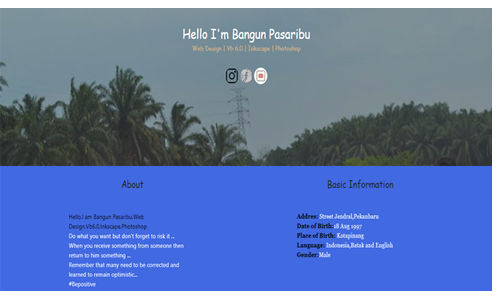 Hello I'm Bangun Pasaribu
Web Design | Vb 6.0 | Inkscape | Photoshop
About
Hello.I am Bangun Pasaribu.Web
Design,Vb6.0,Inkscape,Photoshop
Do what you want but don't forget to risk it ...
When you receive something from someone then
return to him something ...
Remember that many need to be corrected and
learned to remain optimistic...
#Bepositive
Basic Information
Addres: Street Jendral,Pekanbaru
Date of Birth:18 Aug 1997
Place of Birth: Kotapinang
Language: Indonesia,Batak and English
Gender:Male